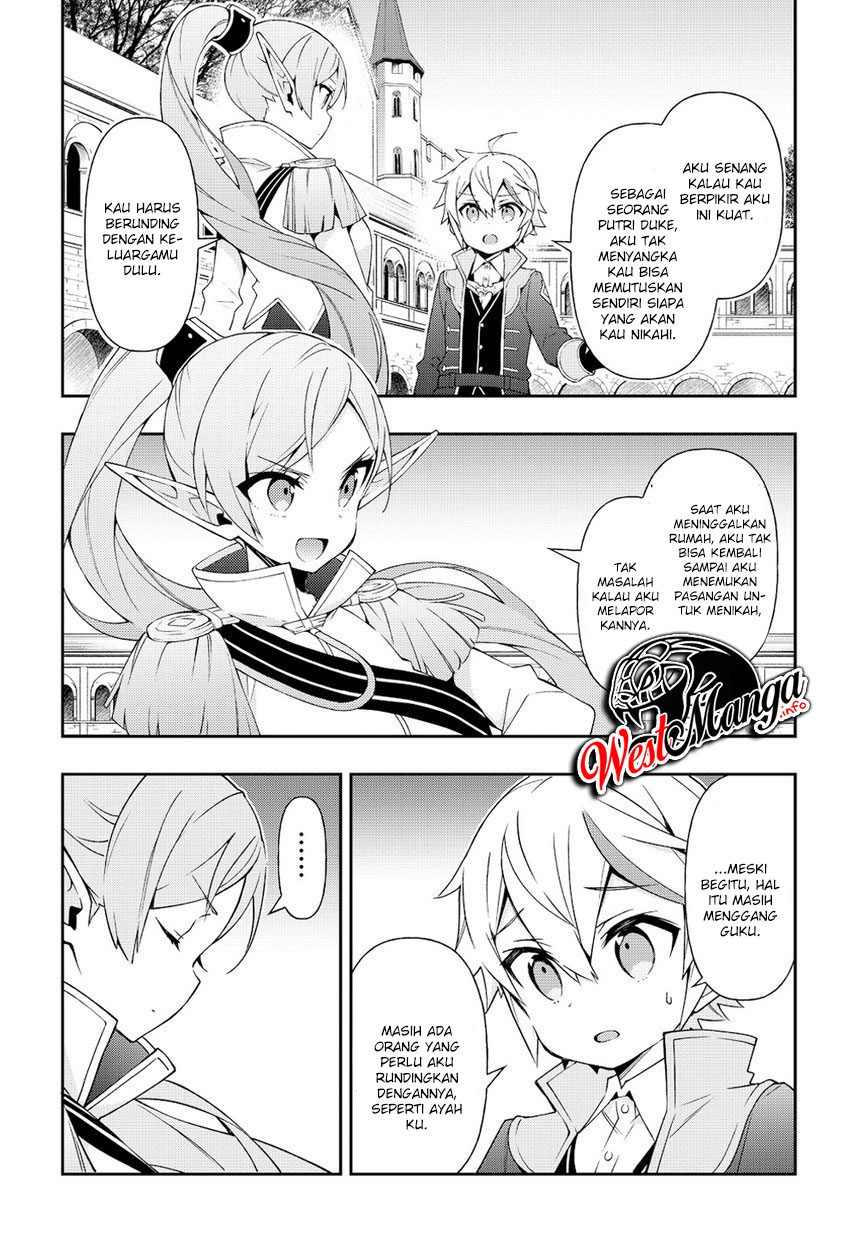 AKU SENANG
KALAU KAU
BERPIKIR AKU
INI KUAT.
SEBAGAI
SEORANG
PUTRI DUKE,
AKU TAK
MENYANGKA
KAU BISA
MEMUTUSKAN
SENDIRI SIAPA
YANG AKAN
KAU NIKAHI.
KAU HARUS
BERUNDING
DENGAN KE-
LUARGAMU
DULU.
SAAT AKU
MENINGGALKAN
RUMAH, AKU TAK
BISA KEMBALI
SAMPAI AKU
MENEMUKAN
PASANGAN UN-
TUK MENIKAH,
TAK
MASALAH
KALAU AKU
MELAPOR
KANNYA.
WestManga
.info
...MESKI
BEGITU, HAL
ITU MASIH
MENGGANG
GUKU.
MASIH ADA
ORANG YANG
PERLU AKU
RUNDINGKAN
DENGANNYA,
SEPERTI AYAH
KU.
......